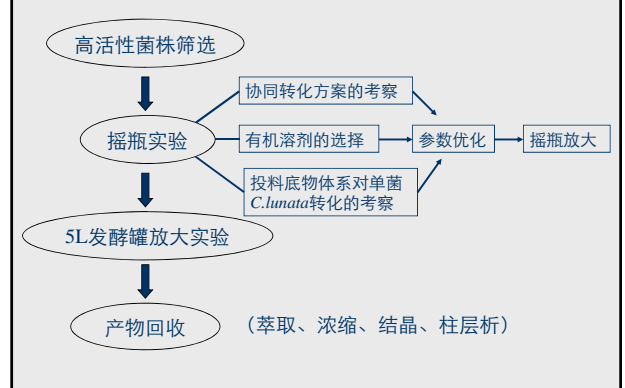 高活性菌株筛选
协同转化方案的考察
摇瓶实验
有机溶剂的选择
参数优化
摇瓶放大
投料底物体系对单菌
C.lunata转化的考察
5L发酵罐放大实验
产物回收
（萃取、浓缩、结晶、柱层析）